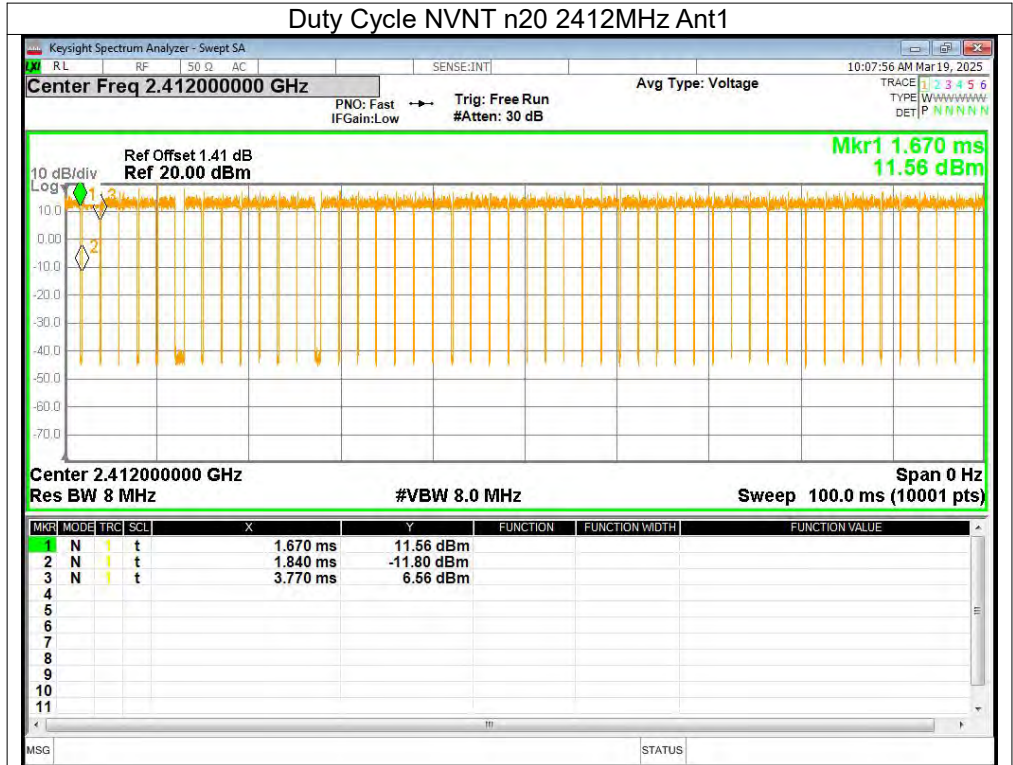 Duty Cycle NVNT n20 2412MHz Ant1
Keysight Spectrum Analyzer - Swept SA
LXI RL RF 50 Ω AC SENSE:INT 10:07:56 AM Mar 19, 2025
Center Freq 2.412000000 GHz Avg Type: Voltage TRACE 1 2 3 4 5 6
PNO: Fast Trig: Free Run TYPE WWWWWWW
IFGain:Low #Atten: 30 dB DET P N N N N N
Mkr1 1.670 ms
Ref Offset 1.41 dB
10 dB/div Ref 20.00 dBm 11.56 dBm
Log
1 3
10.0
0.00
2
-10.0
-20.0
-30.0
-40.0
-50.0
-60.0
-70.0
Center 2.412000000 GHz Span 0 Hz
Res BW 8 MHz #VBW 8.0 MHz Sweep 100.0 ms (10001 pts)
MKR MODE TRC SCL X Y FUNCTION FUNCTION WIDTH FUNCTION VALUE
1 N 1 t 1.670 ms 11.56 dBm
2 N 1 t 1.840 ms -11.80 dBm
3 N 1 t 3.770 ms 6.56 dBm
4
5
6
7
8
9
10
11
MSG STATUS